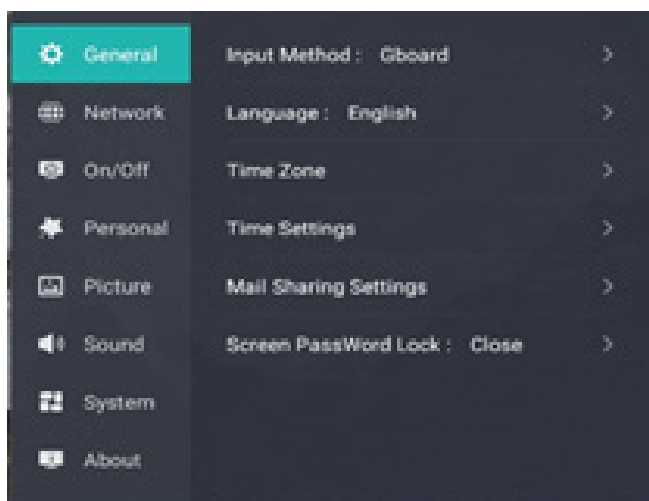 General
Network
On/Off
Personal
Picture
Sound
System
About
Input Method : Gboard
Language : English
Time Zone
Time Settings
Mail Sharing Settings
Screen PassWord Lock : Close